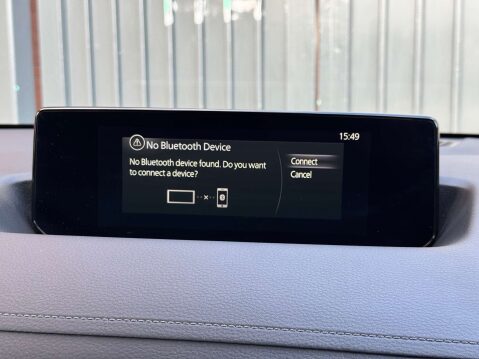 15:49
No Bluetooth Device
No Bluetooth device found. Do you want
to connect a device?
Connect
Cancel